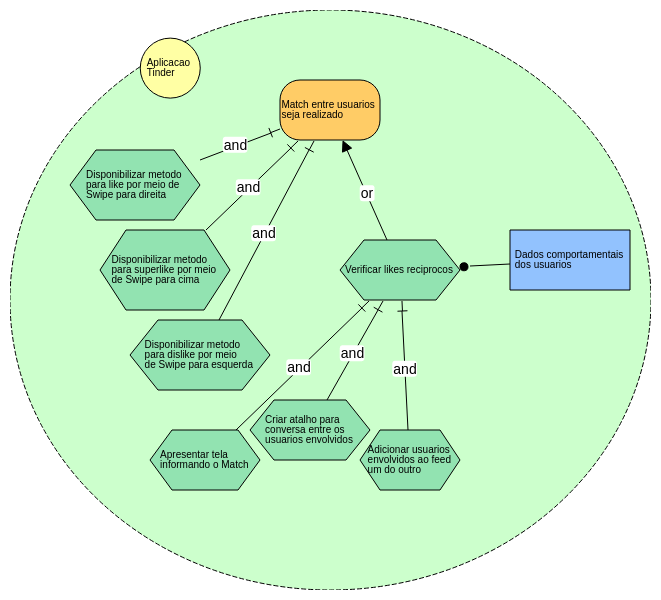 Aplicacao
Tinder
Match entre usuarios
seja realizado
and
Disponibilizar metodo
para like por meio de
Swipe para direita
and
or
and
Disponibilizar metodo
para superlike por meio
de Swipe para cima
Verificar likes reciprocos
Dados comportamentais
dos usuarios
Disponibilizar metodo
para dislike por meio
de Swipe para esquerda
and
and
and
Criar atalho para
conversa entre os
usuarios envolvidos
Apresentar tela
informando o Match
Adicionar usuarios
envolvidos ao feed
um do outro